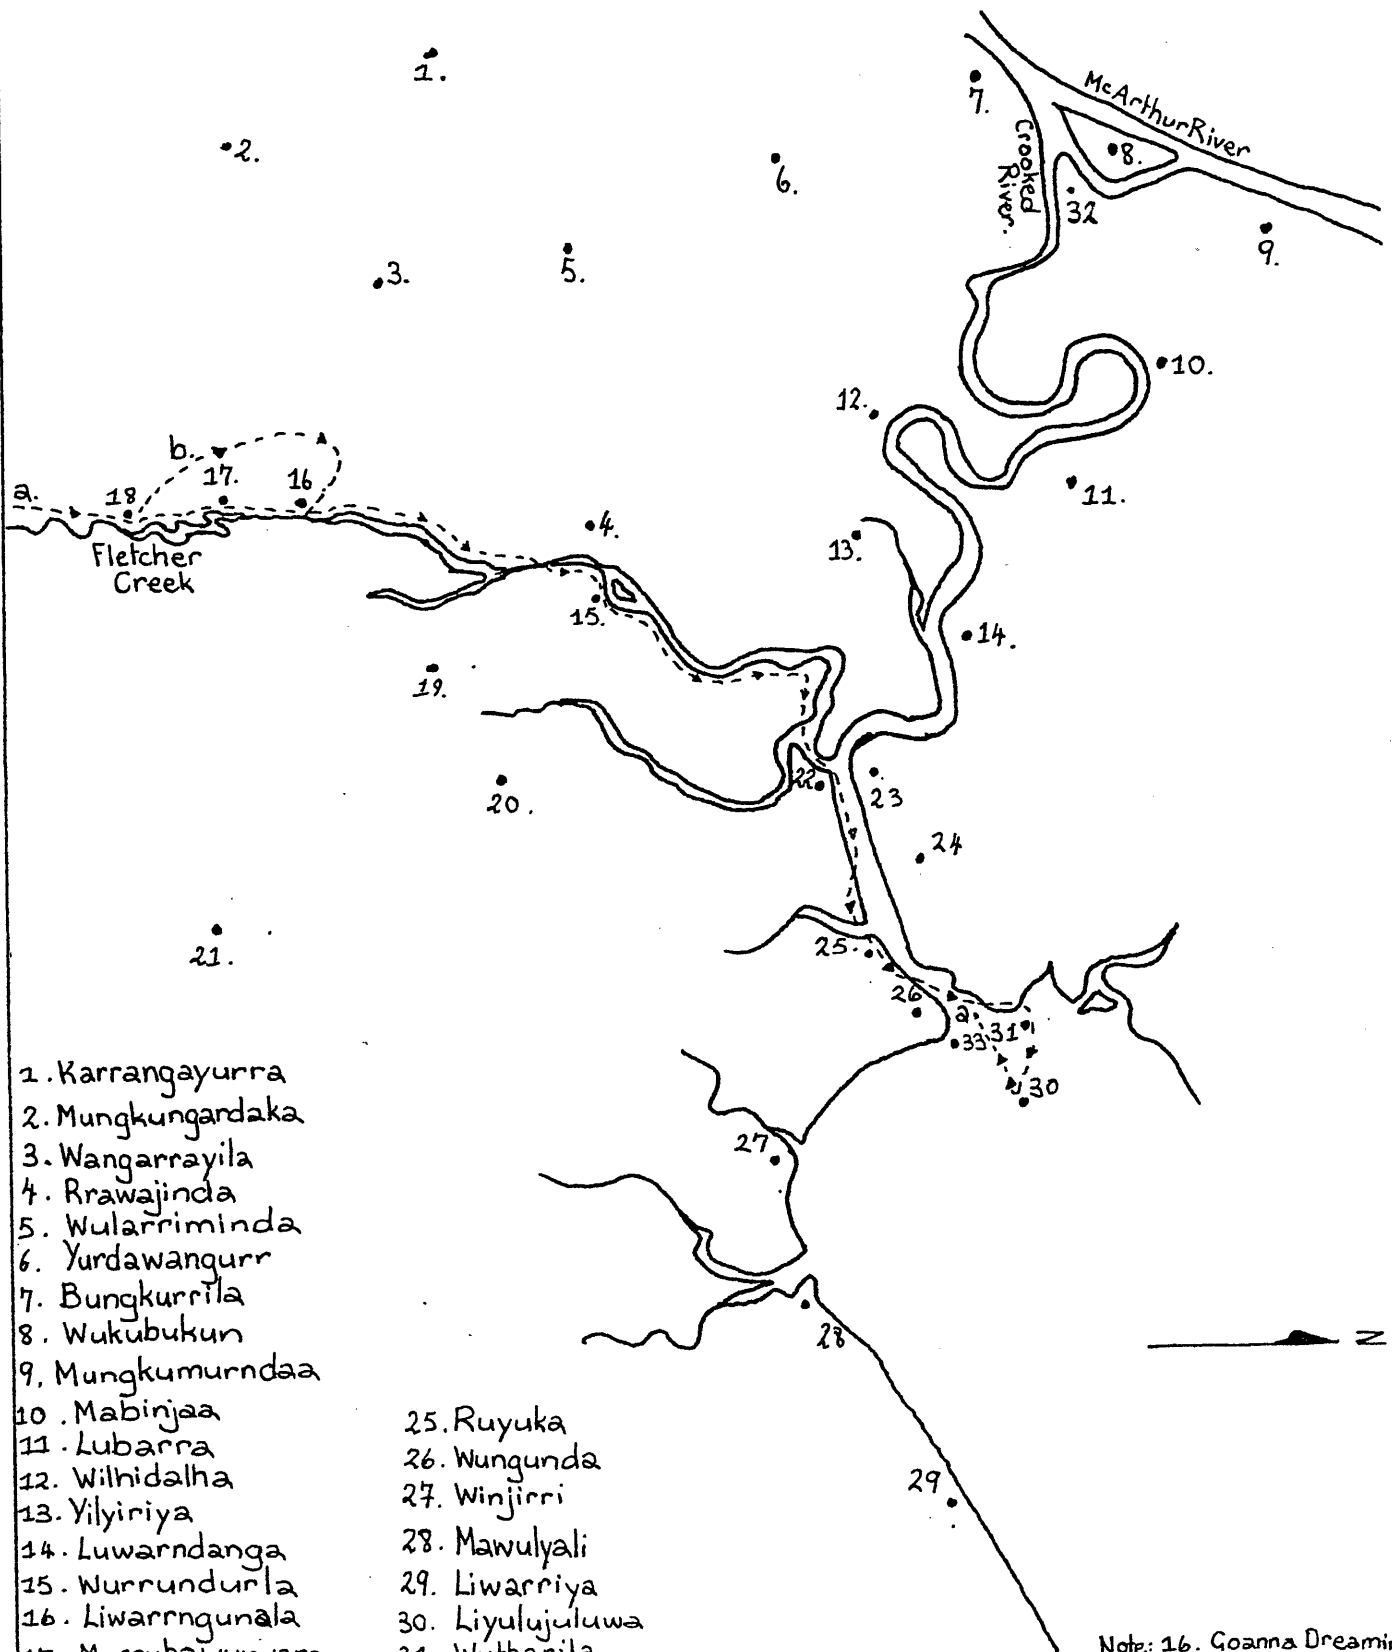 1.
2.
3.
5.
6.
7.
McArthur River
8.
Crooked
River.
32
9.
10.
12.
11.
b.
17.
16
a.
18
4.
13.
Fletcher
Creek
15.
14.
19.
22
23
20.
24
21.
25.
26
a
33
31
30
27
28
N
29
1. Karrangayurra
2. Mungkungardaka
3. Wangarrayila
4. Rrawajinda
5. Wularriminda
6. Yurdawangurr
7. Bungkurrila
8. Wukubukun
9, Mungkumurndaa
10 . Mabinjaa
11 . Lubarra
12. Wilhidalha
13. Yilyiriya
14. Luwarndanga
15. Wurrundurla
16. Liwarrngunala
25. Ruyuka
26. Wungunda
27. Winjirri
28. Mawulyali
29. Liwarriya
30. Liyulujuluwa
Note: 16. Goanna